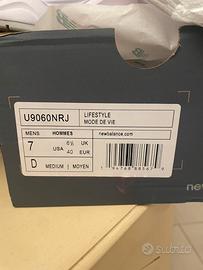 U9060NRJ
LIFESTYLE
MODE DE VIE
MENS HOMMES
newbalance.com
7 USA
6½ UK
40 EUR
D MEDIUM | MOYEN
new
Subito